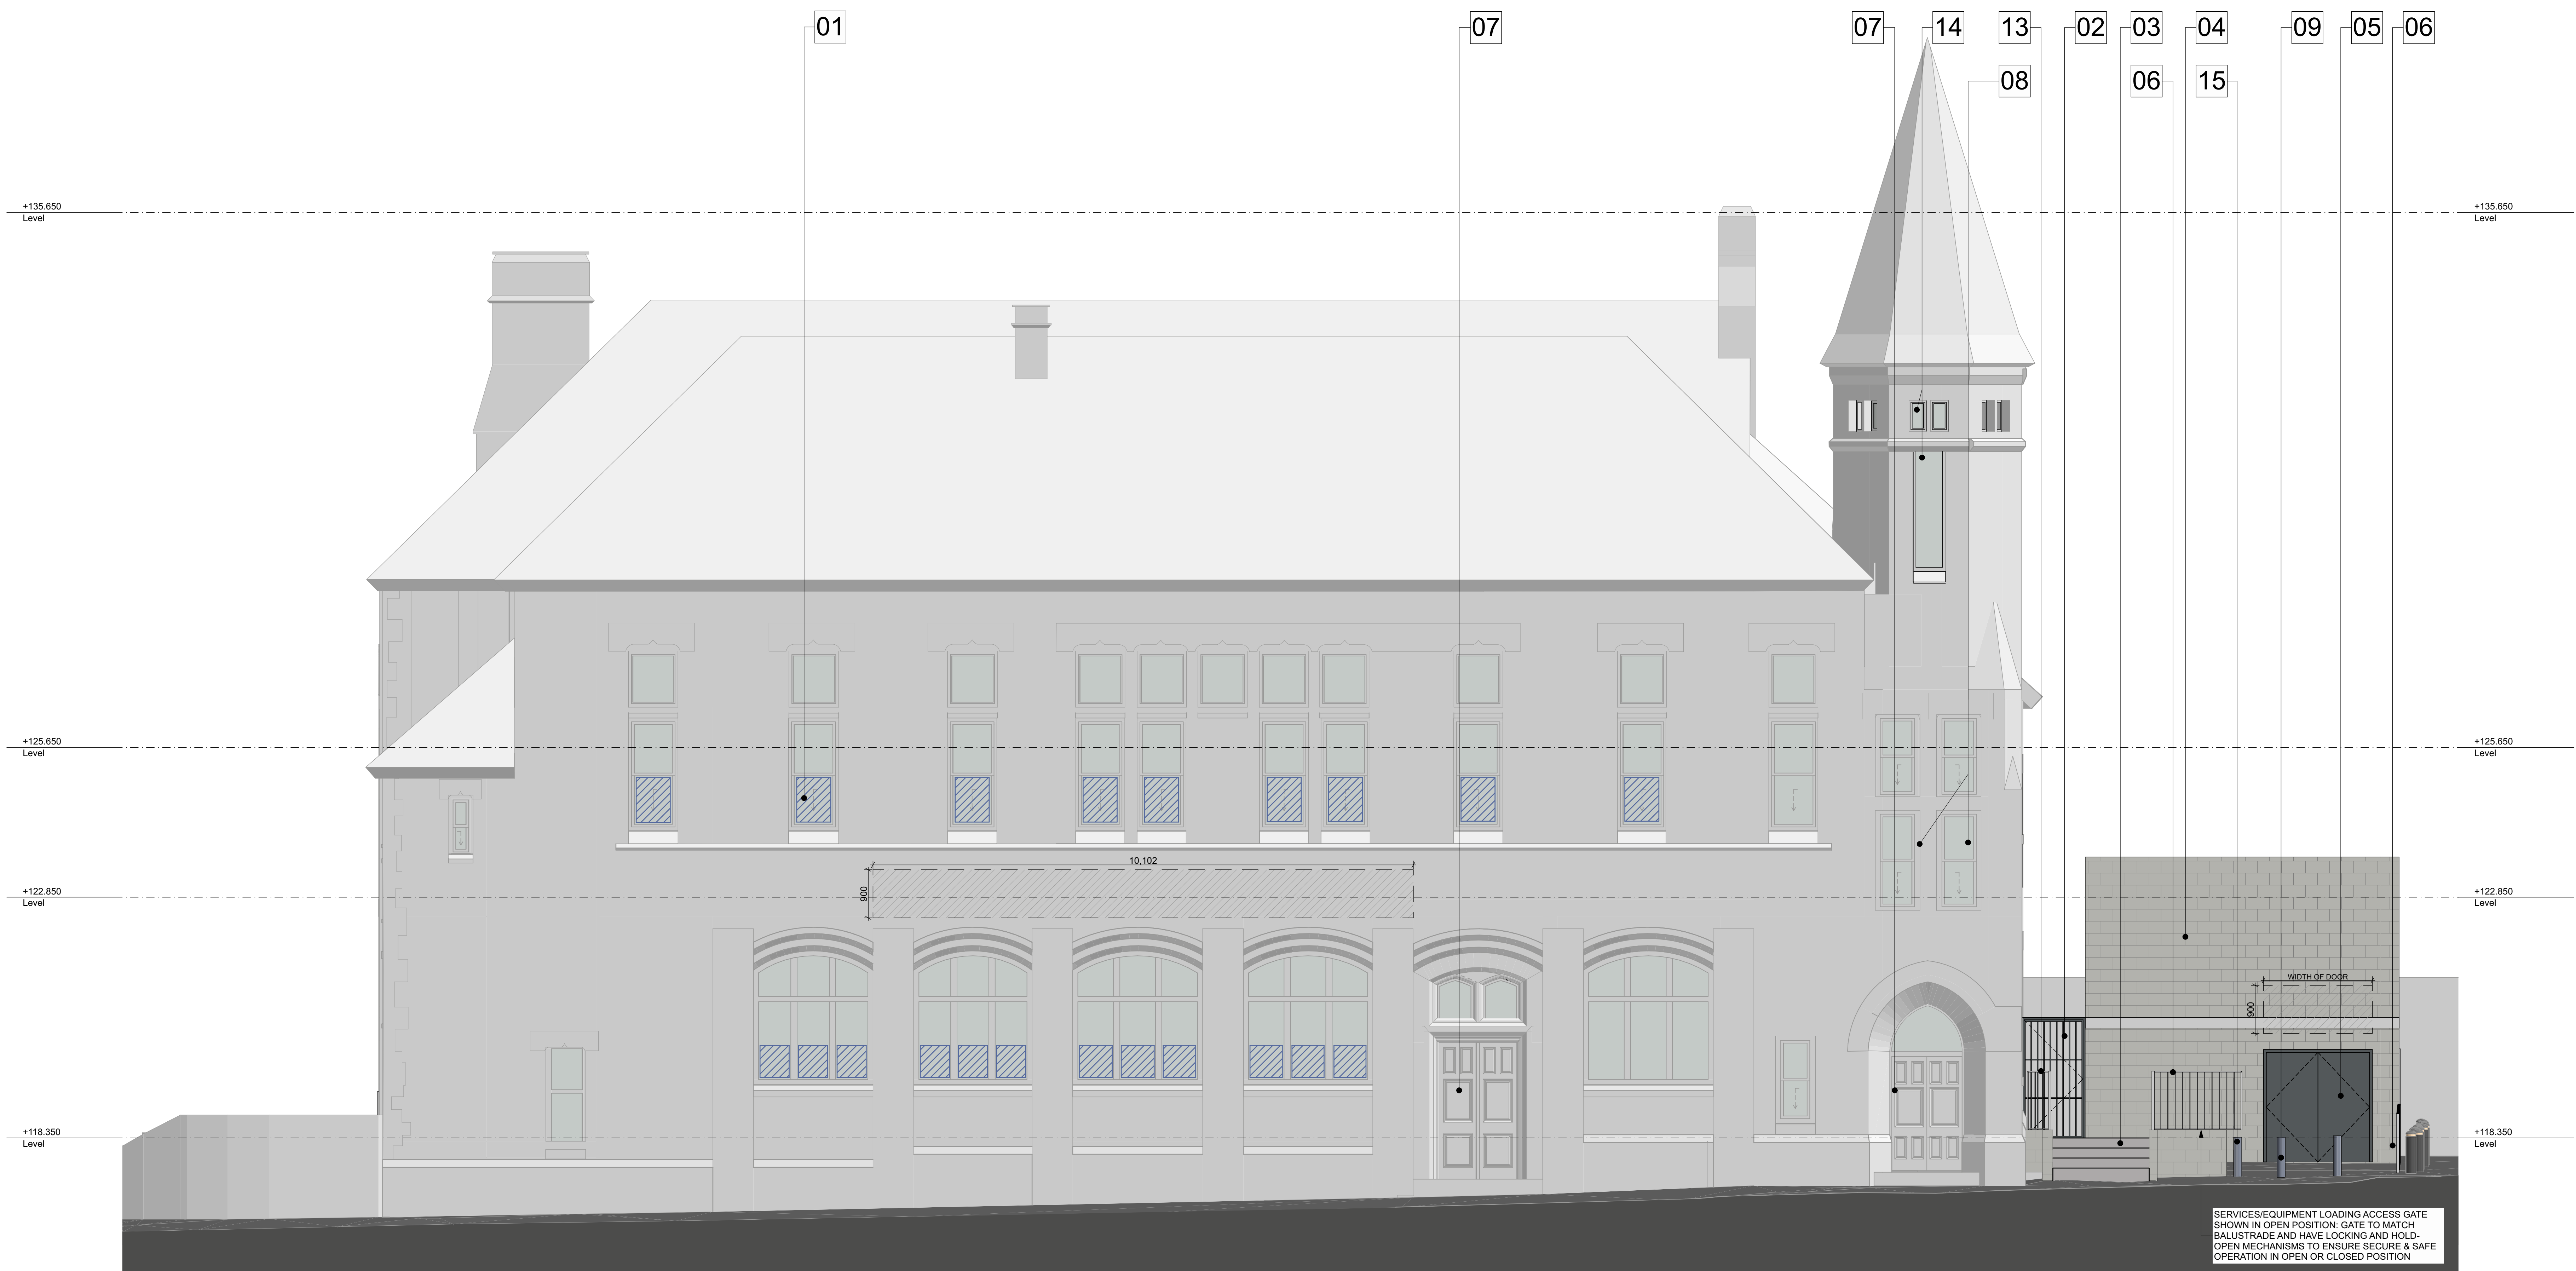 01
07
07
14
13
02
03
04
09
05
06
08
06
15
+135.650
Level
+135.650
Level
+125.650
Level
+125.650
Level
10,102
900
+122.850
Level
+122.850
Level
WIDTH OF DOOR
900
+118.350
Level
+118.350
Level
SERVICES/EQUIPMENT LOADING ACCESS GATE
SHOWN IN OPEN POSITION: GATE TO MATCH
BALUSTRADE AND HAVE LOCKING AND HOLD-
OPEN MECHANISMS TO ENSURE SECURE & SAFE
OPERATION IN OPEN OR CLOSED POSITION